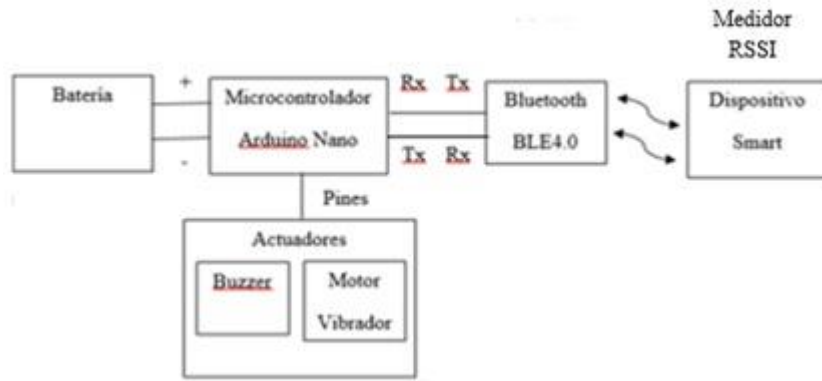 Medidor
RSSI
Batería
+
-
Microcontrolador
Arduino Nano
Rx Tx
Tx Rx
Bluetooth
BLE4.0
Dispositivo
Smart
Pines
Actuadores
Buzzer
Motor
Vibrador